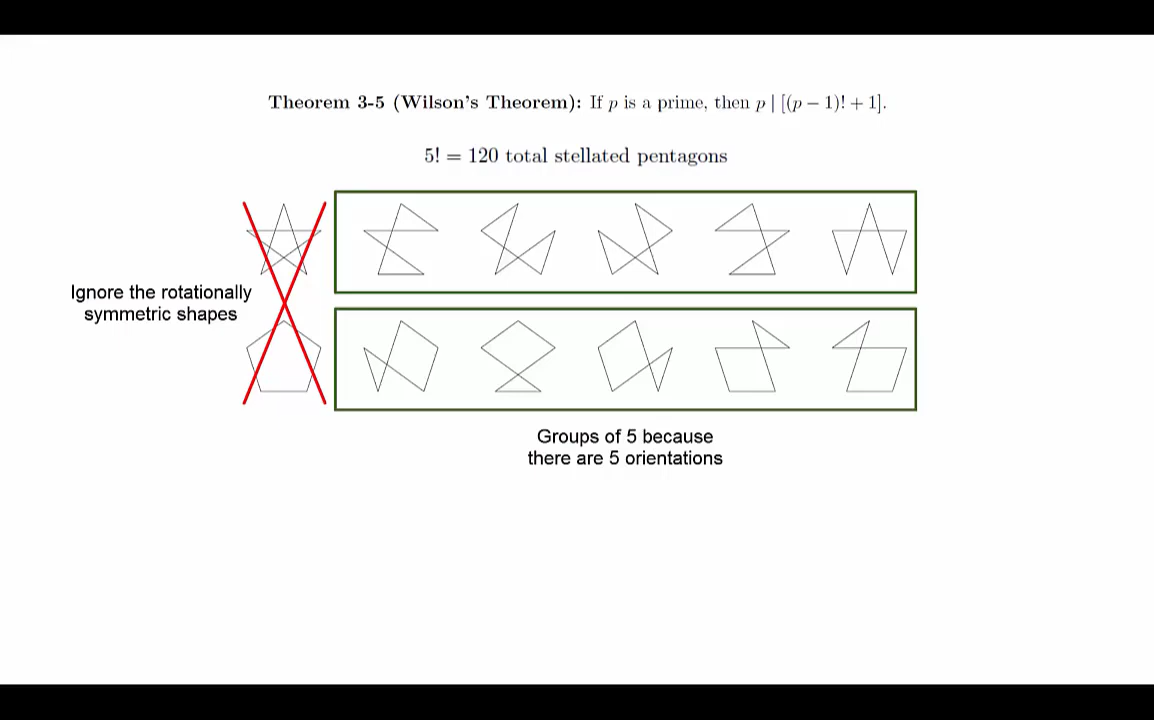 Theorem 3-5 (Wilson's Theorem): If p is a prime, then p | [(p − 1)! + 1].
5! = 120 total stellated pentagons
Ignore the rotationally
symmetric shapes
Groups of 5 because
there are 5 orientations